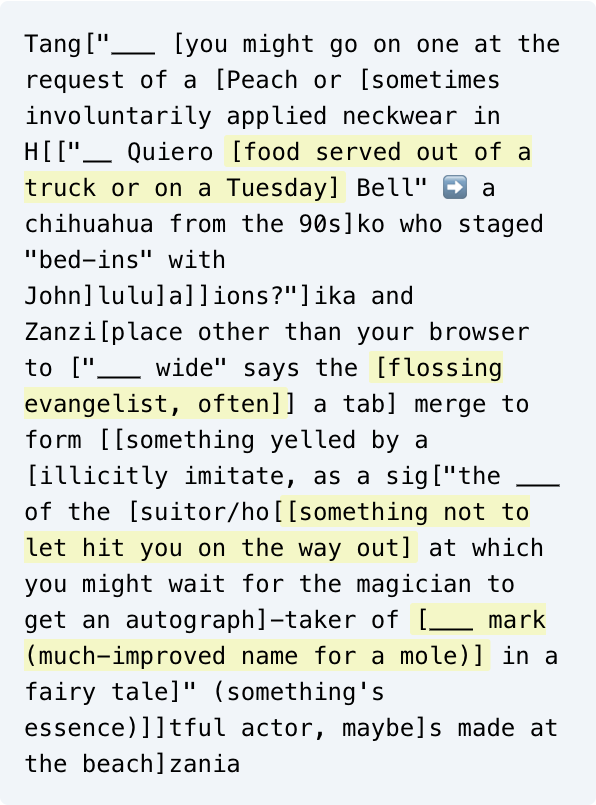 Tang["___ [you might go on one at the
request of a [Peach or [sometimes
involuntarily applied neckwear in
H[["__ Quiero [food served out of a
truck or on a Tuesday] Bell" ➡️ a
chihuahua from the 90s]ko who staged
"bed-ins" with
John]lulu]a]]ions?"]ika and
Zanzi[place other than your browser
to ["___ wide" says the [flossing
evangelist, often]] a tab] merge to
form [[something yelled by a
[illicitly imitate, as a sig["the ___
of the [suitor/ho[[something not to
let hit you on the way out] at which
you might wait for the magician to
get an autograph]-taker of [___ mark
(much-improved name for a mole)] in a
fairy tale]" (something's
essence)]]tful actor, maybe]s made at
the beach]zania